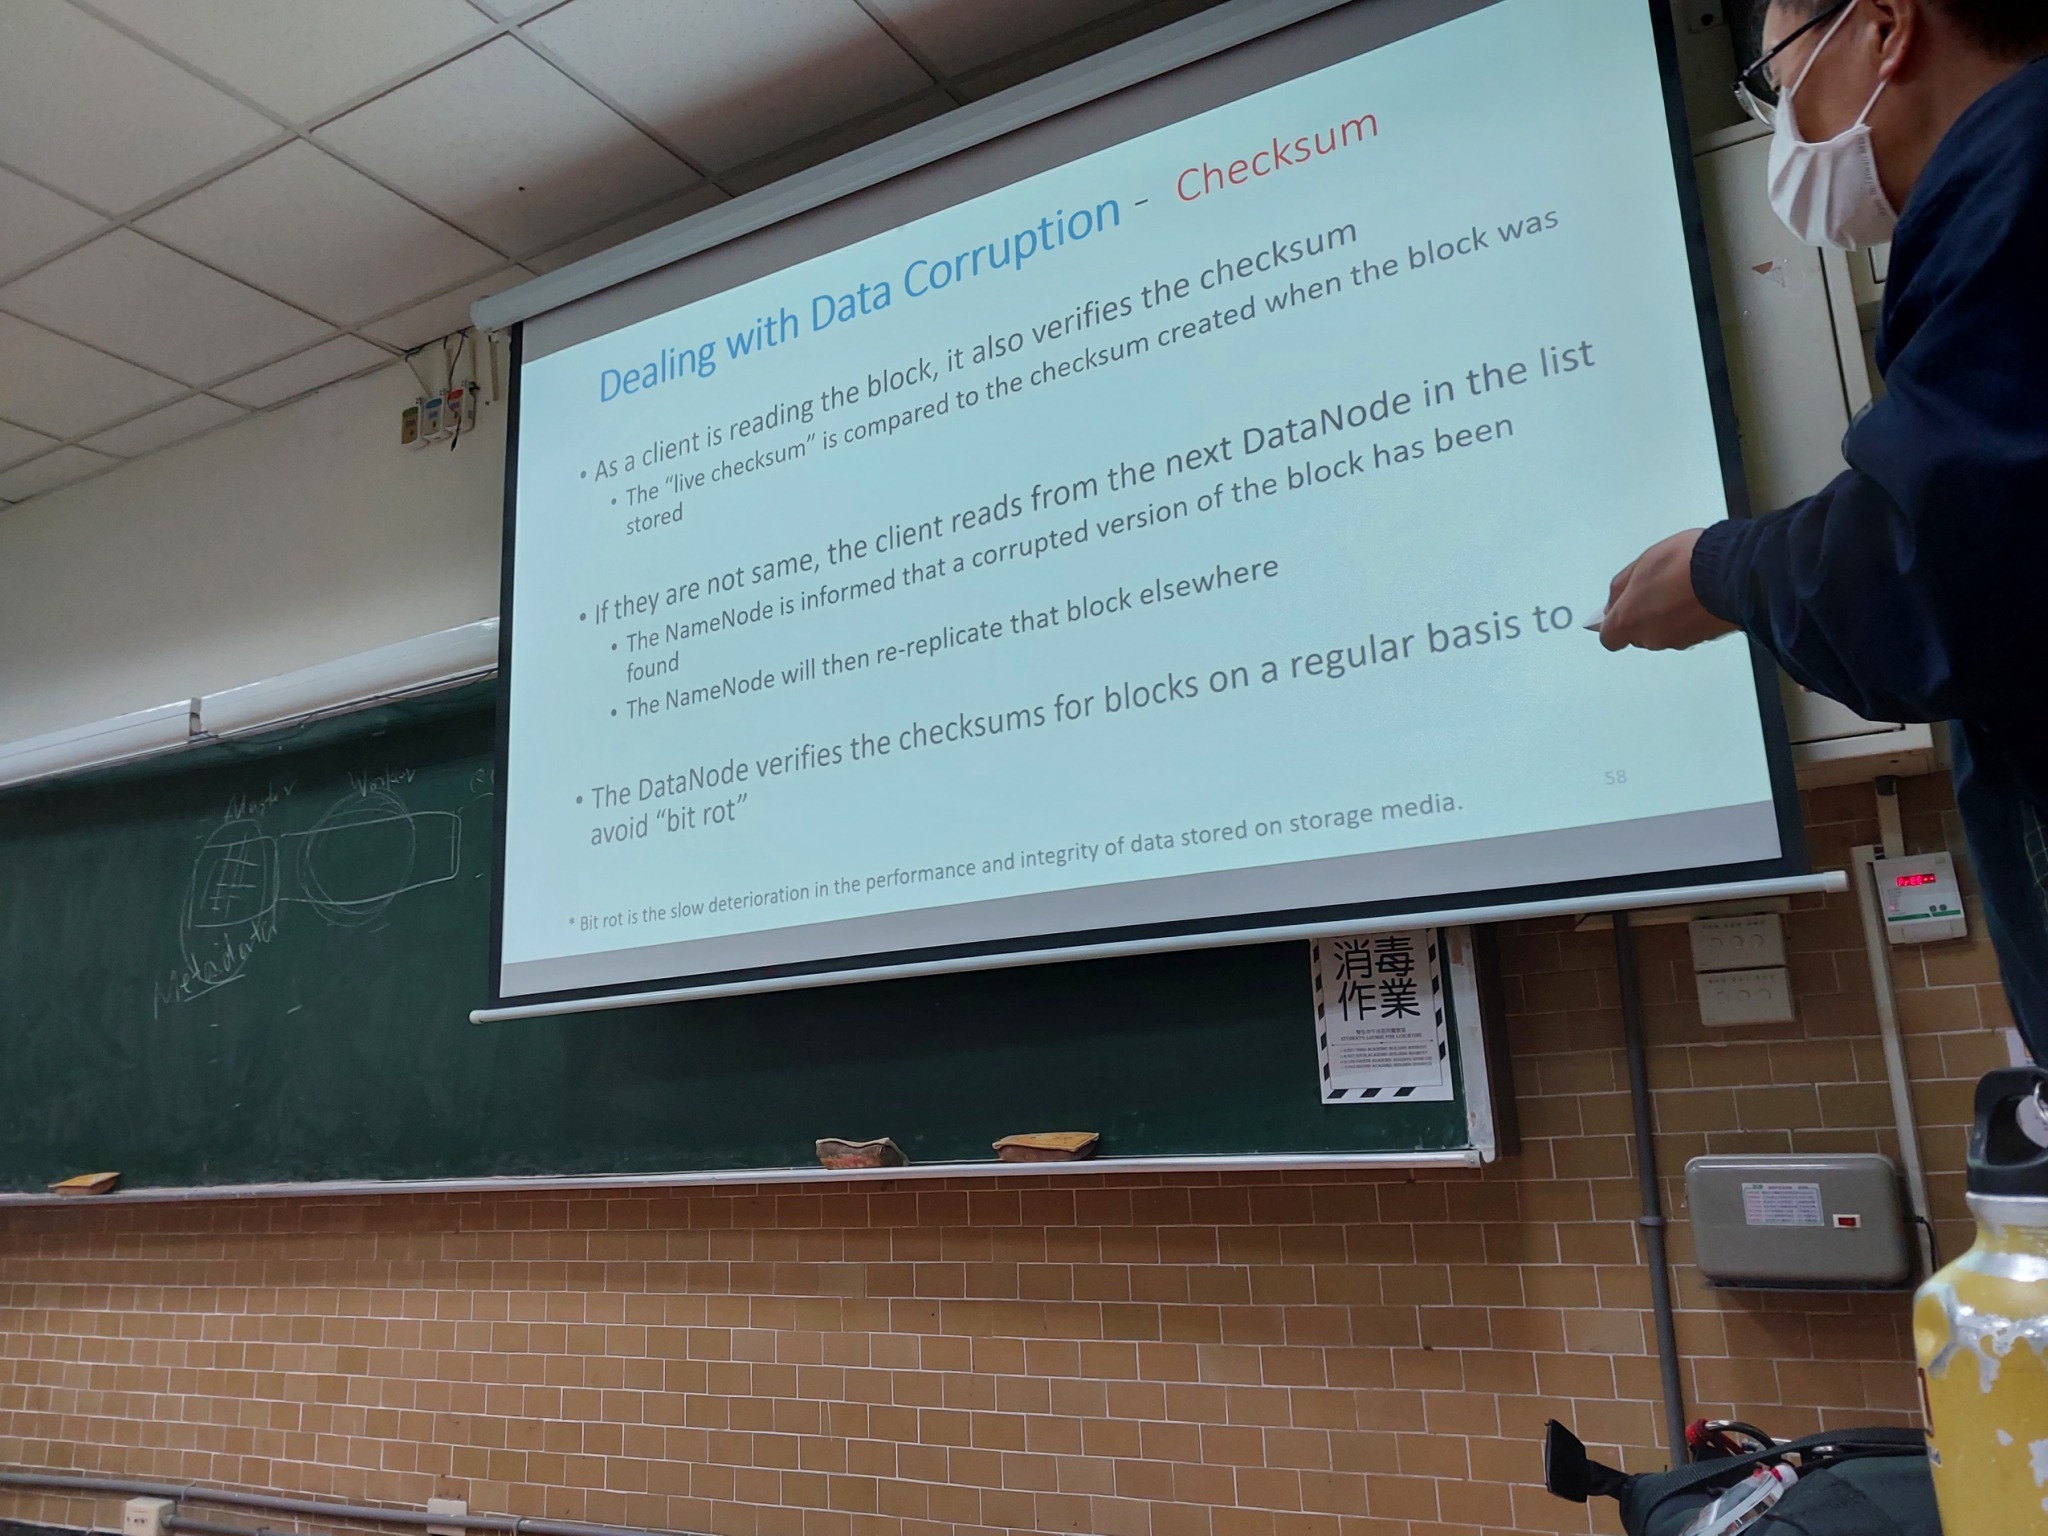 Dealing with Data Corruption - Checksum
• As a client is reading the block, it also verifies the checksum
• The “live checksum” is compared to the checksum created when the block was
stored
• If they are not same, the client reads from the next DataNode in the list
• The NameNode is informed that a corrupted version of the block has been
found
• The NameNode will then re-replicate that block elsewhere
• The DataNode verifies the checksums for blocks on a regular basis to
avoid “bit rot”
58
* Bit rot is the slow deterioration in the performance and integrity of data stored on storage media.
Master
Worker
Metadata
消毒
作業